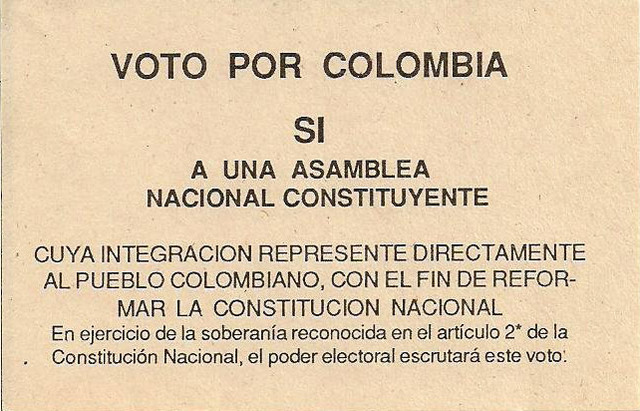 VOTO POR COLOMBIA
SI
A UNA ASAMBLEA
NACIONAL CONSTITUYENTE
CUYA INTEGRACION REPRESENTE DIRECTAMENTE
AL PUEBLO COLOMBIANO, CON EL FIN DE REFOR-
MAR LA CONSTITUCION NACIONAL
En ejercicio de la soberanía reconocida en el artículo 2* de la
Constitución Nacional, el poder electoral escrutará este voto.